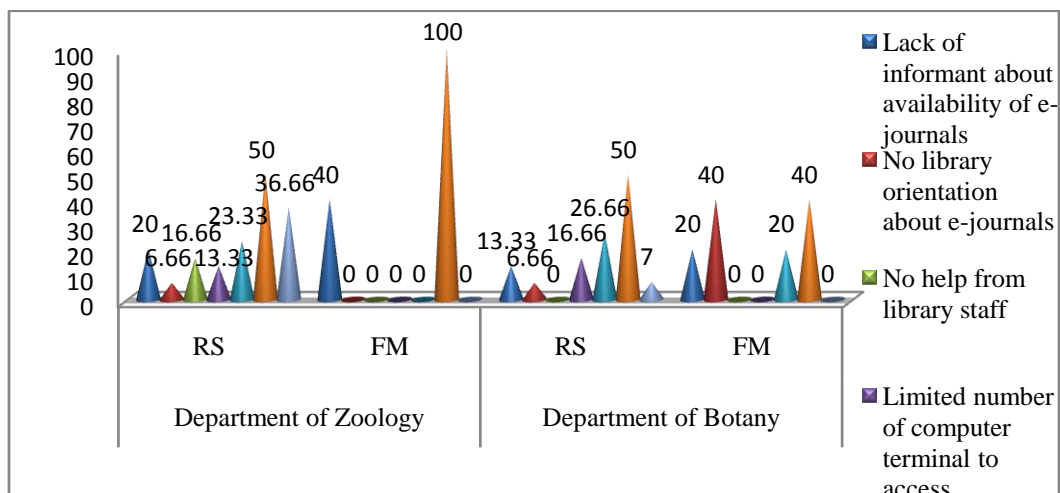 100
90
80
70
60
50
40
30
20
10
0
20
6.66
16.66
13.33
23.33
50
36.66
40
0
0
0
0
100
0
13.33
6.66
0
16.66
26.66
50
7
20
40
0
0
20
40
0
RS
FM
RS
FM
Department of Zoology
Department of Botany
Lack of
informant about
availability of e-
journals
No library
orientation
about e-journals
No help from
library staff
Limited number
of computer
terminal to
access